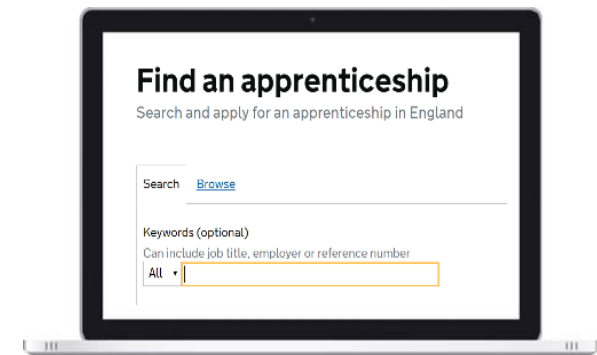 Find an apprenticeship
Search and apply for an apprenticeship in England
Search Browse
Keywords (optional)
Can include job title, employer or reference number
All